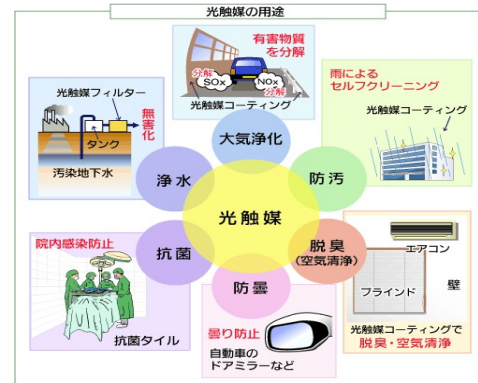 光触媒の用途
有害物質
を分解
分解
SOx
NOx
分解
光触媒コーティング
大気浄化
雨による
セルフクリーニング
光触媒コーティング
防汚
光触媒フィルター
無害化
タンク
汚染地下水
浄水
光触媒
脱臭
(空気清浄)
エアコン
ブラインド
壁
光触媒コーティングで
脱臭・空気清浄
防曇
曇り防止
自動車の
ドアミラーなど
抗菌
院内感染防止
抗菌タイル